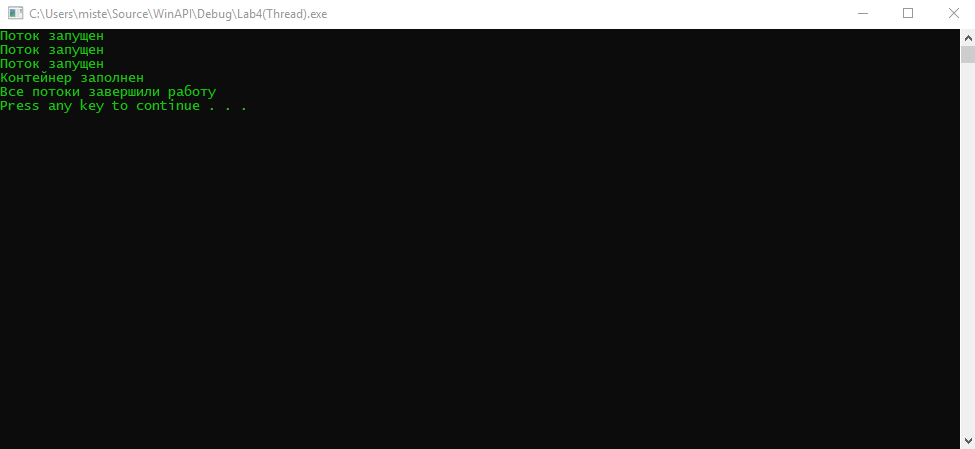 C:\Users\miste\Source\WinAPI\Debug\Lab4(Thread).exe
Поток запущен
Поток запущен
Поток запущен
Контейнер заполнен
Все потоки завершили работу
Press any key to continue . . .